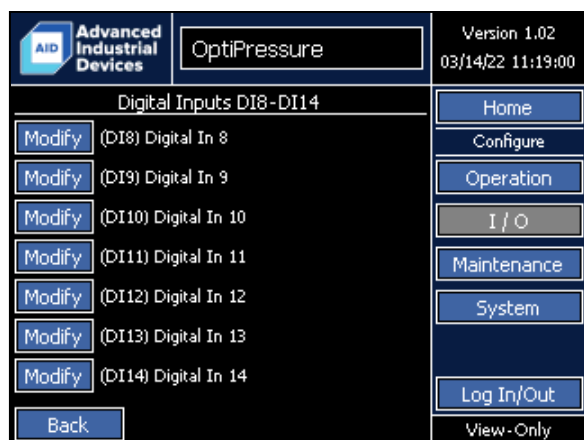 AID
Advanced
Industrial
Devices
OptiPressure
Version 1.02
03/14/22 11:19:00
Digital Inputs DI8-DI14
Modify (DI8) Digital In 8
Modify (DI9) Digital In 9
Modify (DI10) Digital In 10
Modify (DI11) Digital In 11
Modify (DI12) Digital In 12
Modify (DI13) Digital In 13
Modify (DI14) Digital In 14
Back
Home
Configure
Operation
I / O
Maintenance
System
Log In/Out
View-Only